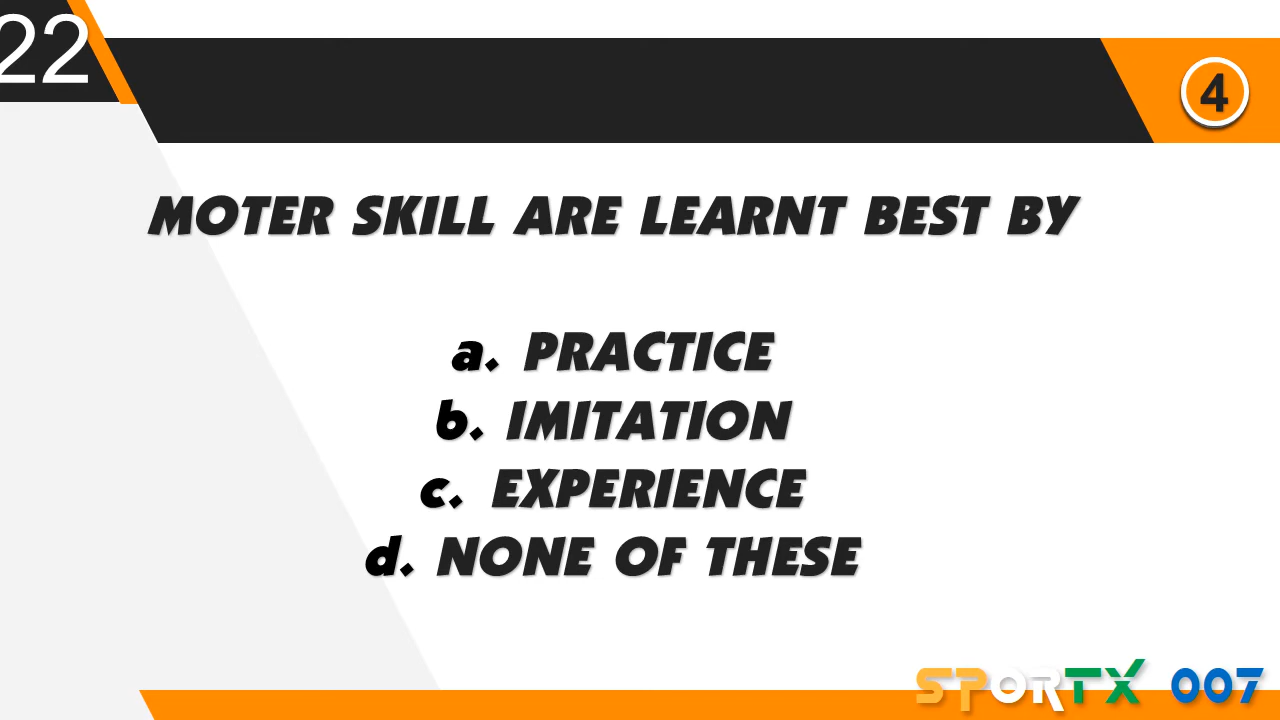 22
4
MOTER SKILL ARE LEARNT BEST BY
a. PRACTICE
b. IMITATION
c. EXPERIENCE
d. NONE OF THESE
SPORTX 007